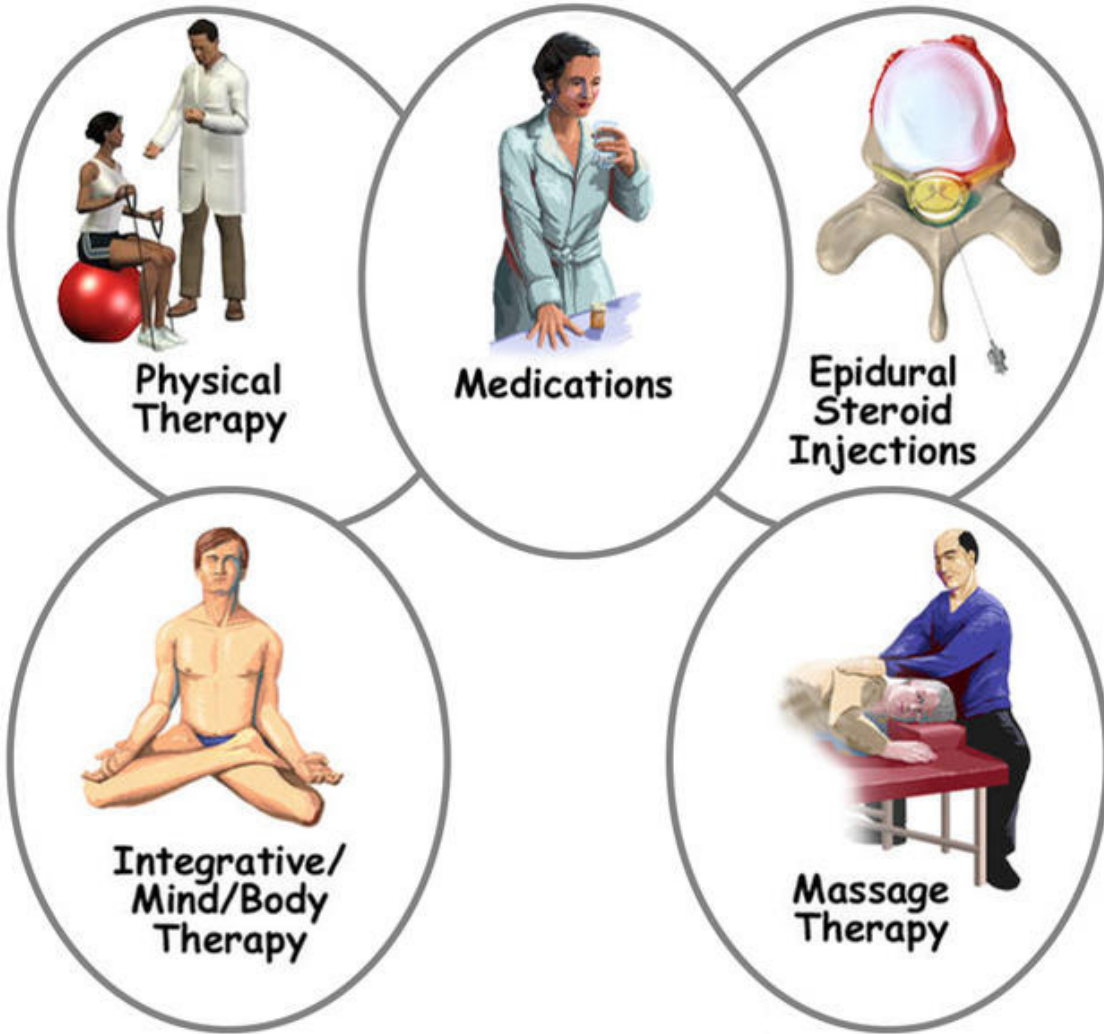 Physical
Therapy
Medications
Epidural
Steroid
Injections
Integrative/
Mind/Body
Therapy
Massage
Therapy